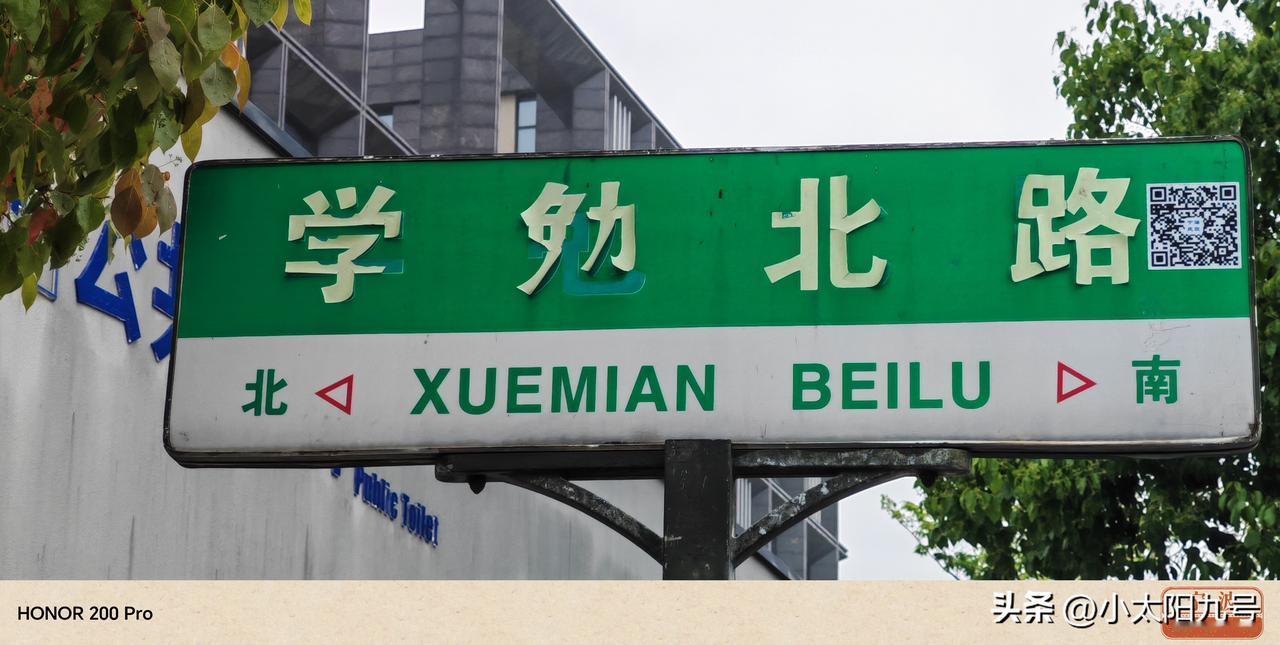 学勉北路
北 XUEMIAN BEILU 南
Public Toilet
HONOR 200 Pro
头条 @小太阳九号